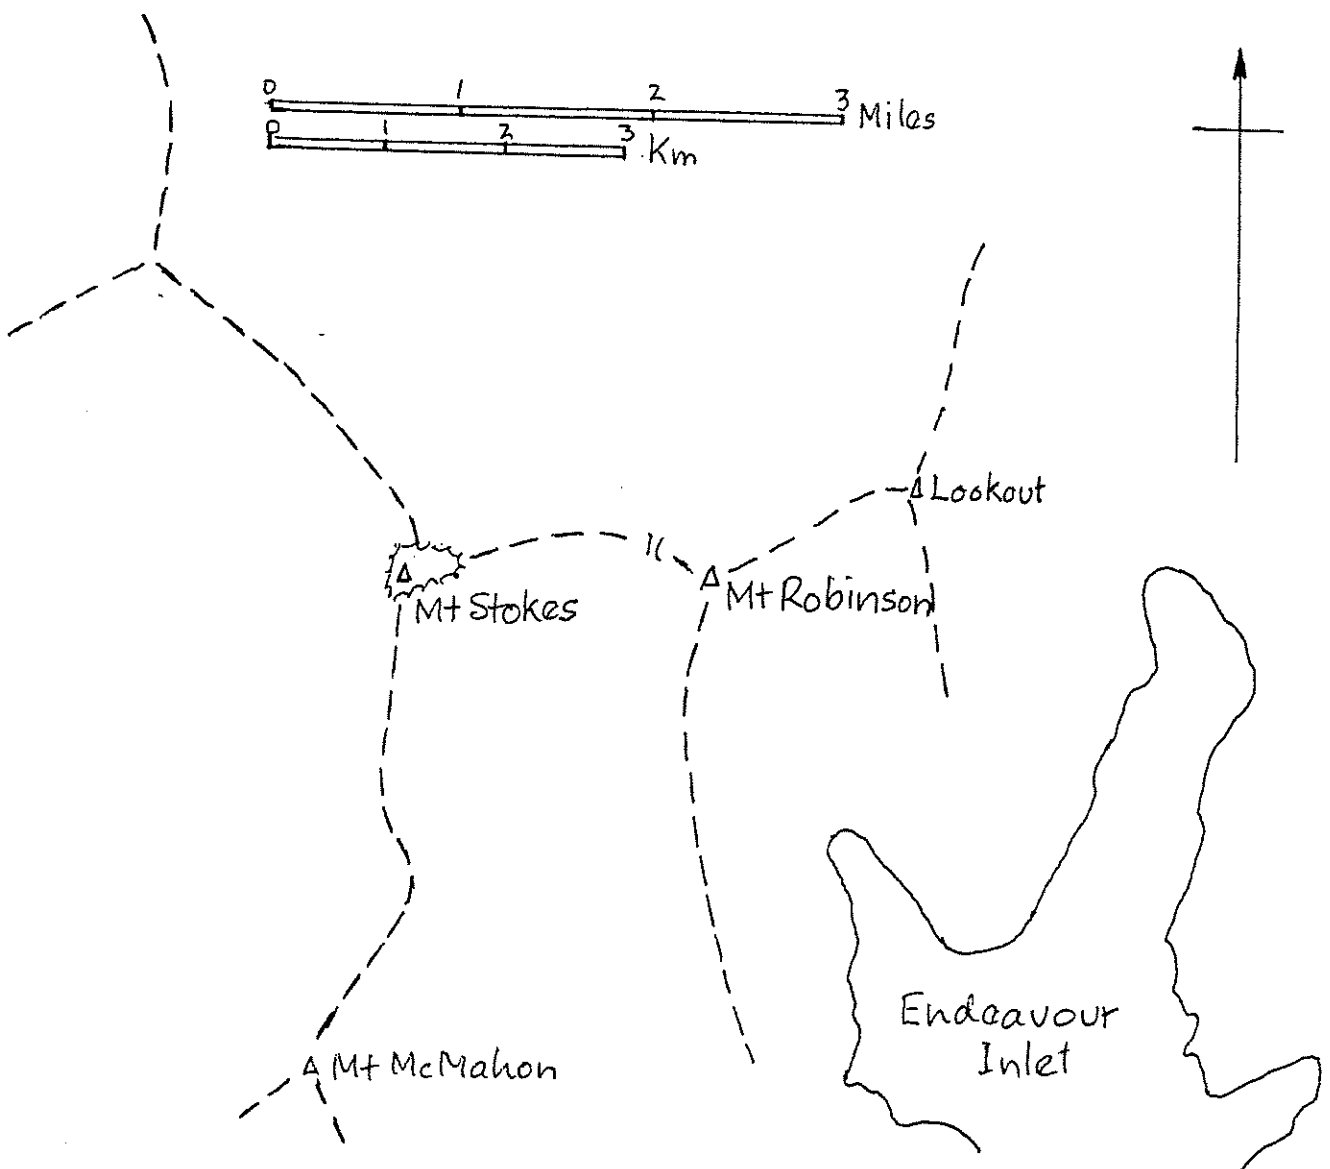 0 1 2 3 Miles
0 1 2 3 Km
Lookout
Mt Stokes
Mt Robinson
Endeavour
Inlet
Mt McMahon